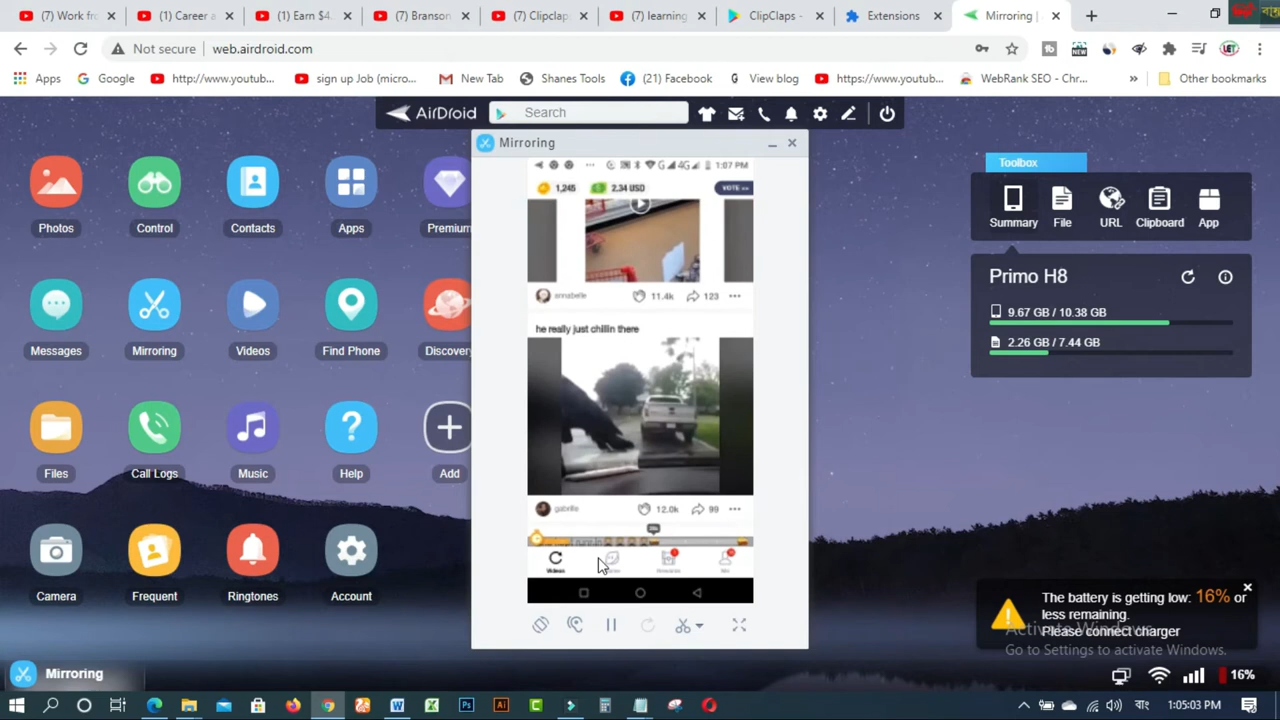 (7) Work fro
(1) Career a
(1) Earn $4.
(7) Branson
(7) Clipclap
(7) learning
ClipClaps -
Extensions
Mirroring |
Not secure
web.airdroid.com
Apps
Google
http://www.youtub...
sign up Job (micro...
New Tab
Shanes Tools
(21) Facebook
View blog
https://www.youtub...
WebRank SEO - Chr...
Other bookmarks
AirDroid
Search
Mirroring
4G
1:07 PM
1,245
2.34 USD
VOTE
annabelle
11.4k
123
he really just chillin there
gabrielle
12.0k
99
Videos
Me
Photos
Control
Contacts
Apps
Premium
Messages
Mirroring
Videos
Find Phone
Discovery
Files
Call Logs
Music
Help
Add
Camera
Frequent
Ringtones
Account
Toolbox
Summary
File
URL
Clipboard
App
Primo H8
9.67 GB / 10.38 GB
2.26 GB / 7.44 GB
The battery is getting low: 16% or
less remaining.
Please connect charger
Activate Windows
Go to Settings to activate Windows.
Mirroring
16%
বাং
1:05:03 PM